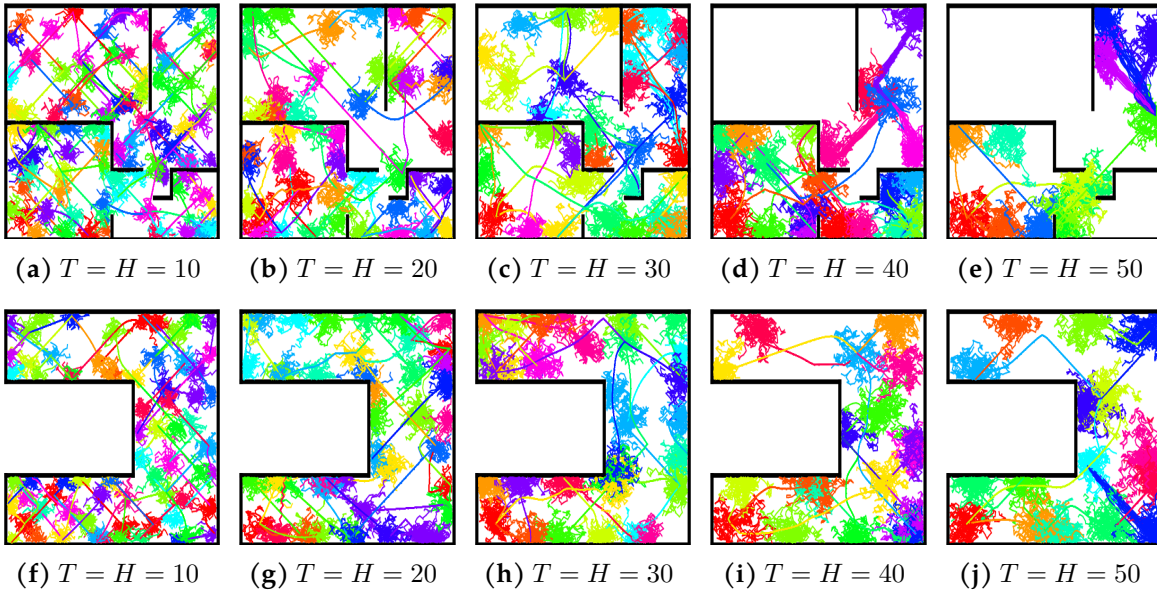 (a) T = H = 10
(b) T = H = 20
(c) T = H = 30
(d) T = H = 40
(e) T = H = 50
(f) T = H = 10
(g) T = H = 20
(h) T = H = 30
(i) T = H = 40
(j) T = H = 50